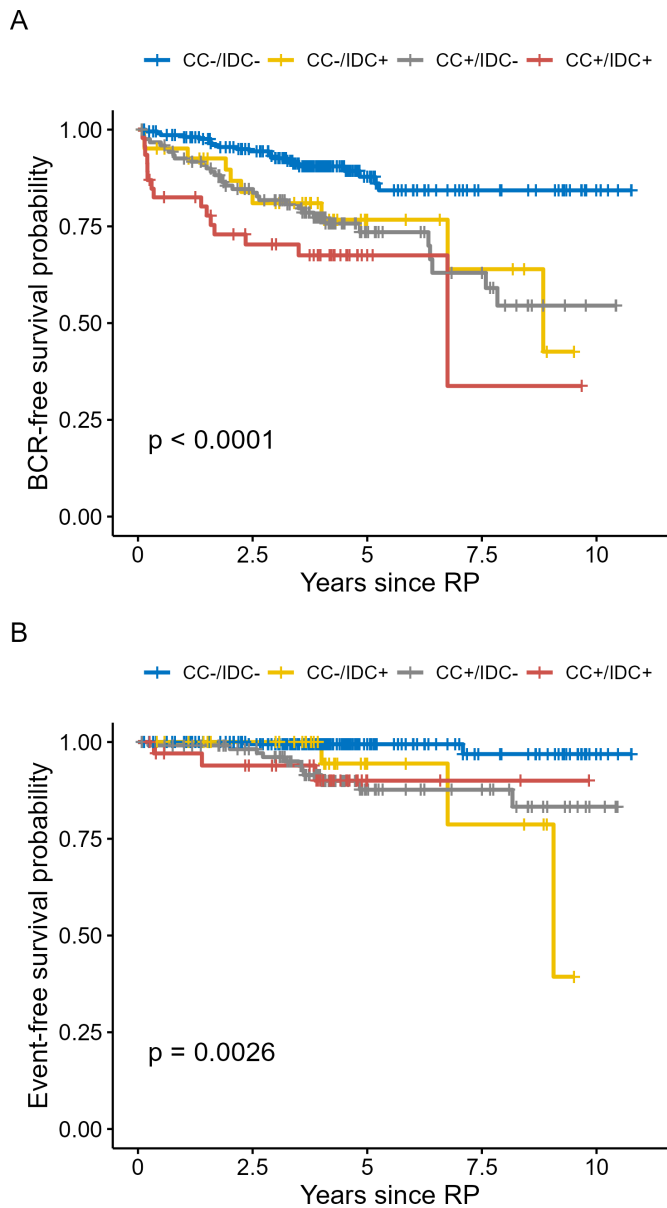 A
CC-/IDC- CC-/IDC+ CC+/IDC- CC+/IDC+
BCR-free survival probability
1.00
0.75
0.50
0.25
0.00
p < 0.0001
0 2.5 5 7.5 10
Years since RP
B
CC-/IDC- CC-/IDC+ CC+/IDC- CC+/IDC+
Event-free survival probability
1.00
0.75
0.50
0.25
0.00
p = 0.0026
0 2.5 5 7.5 10
Years since RP